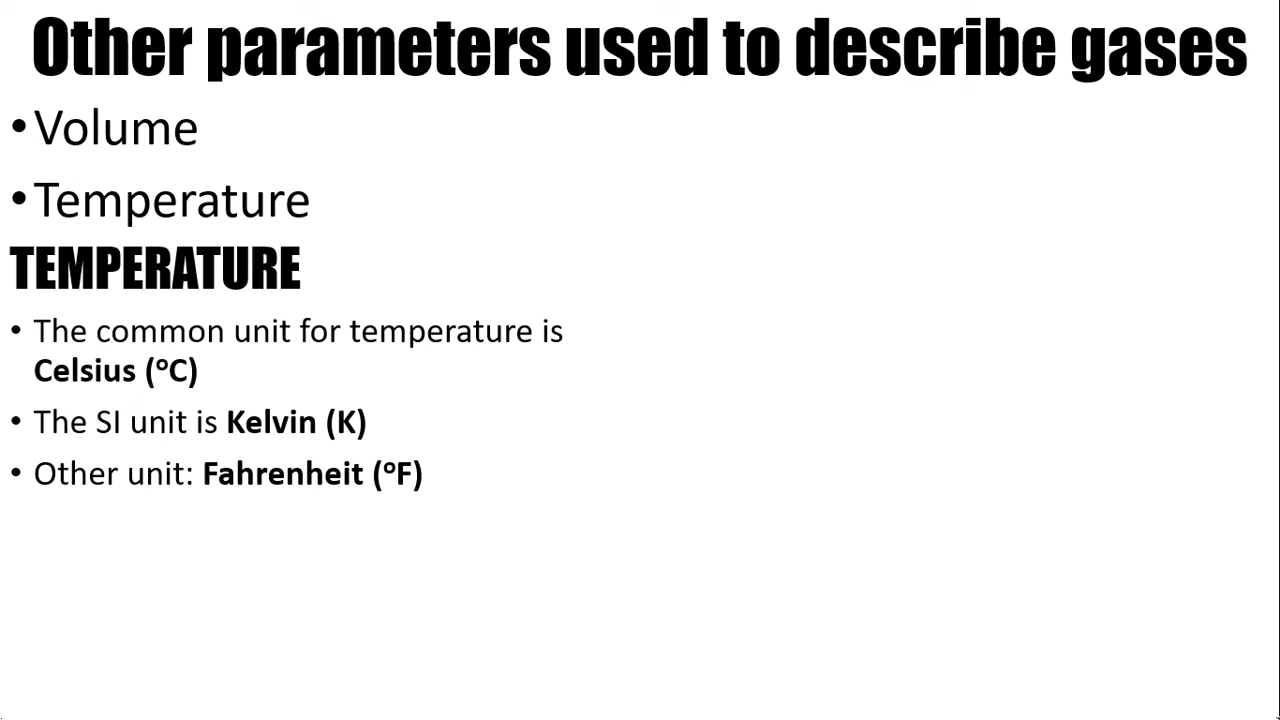 Other parameters used to describe gases
•Volume
•Temperature
TEMPERATURE
• The common unit for temperature is
Celsius (ºC)
• The SI unit is Kelvin (K)
• Other unit: Fahrenheit (ºF)